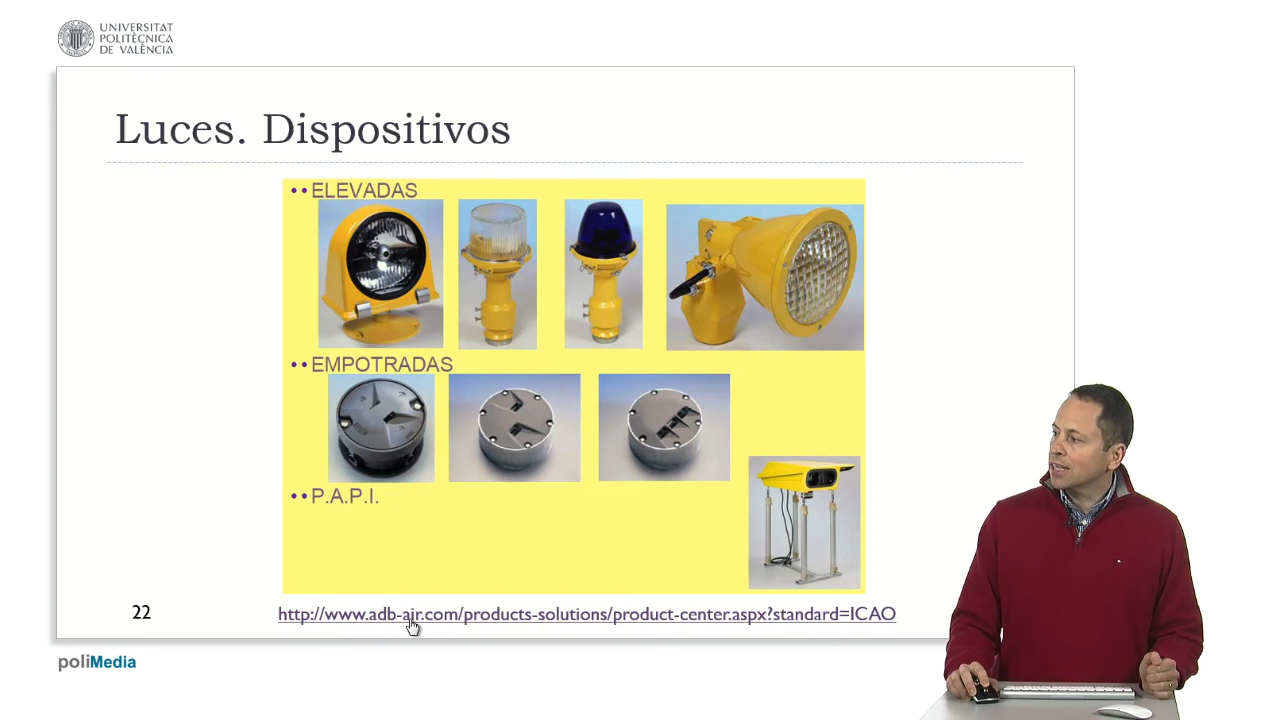 UNIVERSITAT
POLITÈCNICA
DE VALÈNCIA
Luces. Dispositivos
•• ELEVADAS
•• EMPOTRADAS
•• P.A.P.I.
22
http://www.adb-air.com/products-solutions/product-center.aspx?standard=ICAO
poliMedia